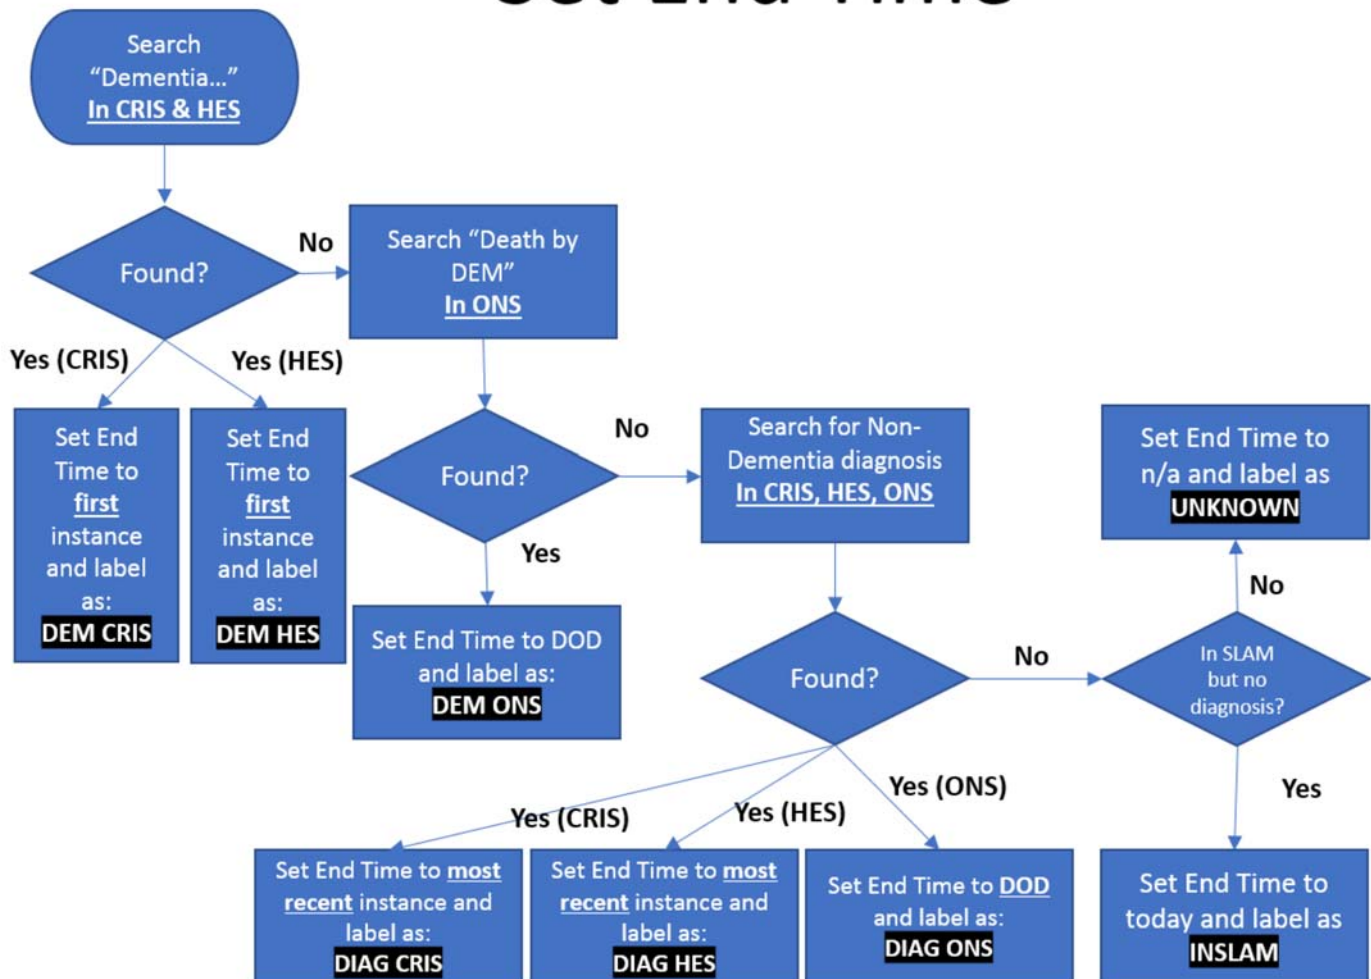 Set End Time
Search
“Dementia...”
In CRIS & HES
Found?
No
Search “Death by
DEM”
In ONS
Yes (CRIS)
Yes (HES)
Set End
Time to
first
instance
and label
as:
DEM CRIS
Set End
Time to
first
instance
and label
as:
DEM HES
Found?
No
Yes
Set End Time to DOD
and label as:
DEM ONS
Search for Non-
Dementia diagnosis
In CRIS, HES, ONS
Found?
No
Set End Time to
n/a and label as
UNKNOWN
No
In SLAM
but no
diagnosis?
Yes
Yes (CRIS)
Yes (HES)
Yes (ONS)
Set End Time to most
recent instance and
label as:
DIAG CRIS
Set End Time to most
recent instance and
label as:
DIAG HES
Set End Time to DOD
and label as:
DIAG ONS
Set End Time to
today and label as
INSLAM